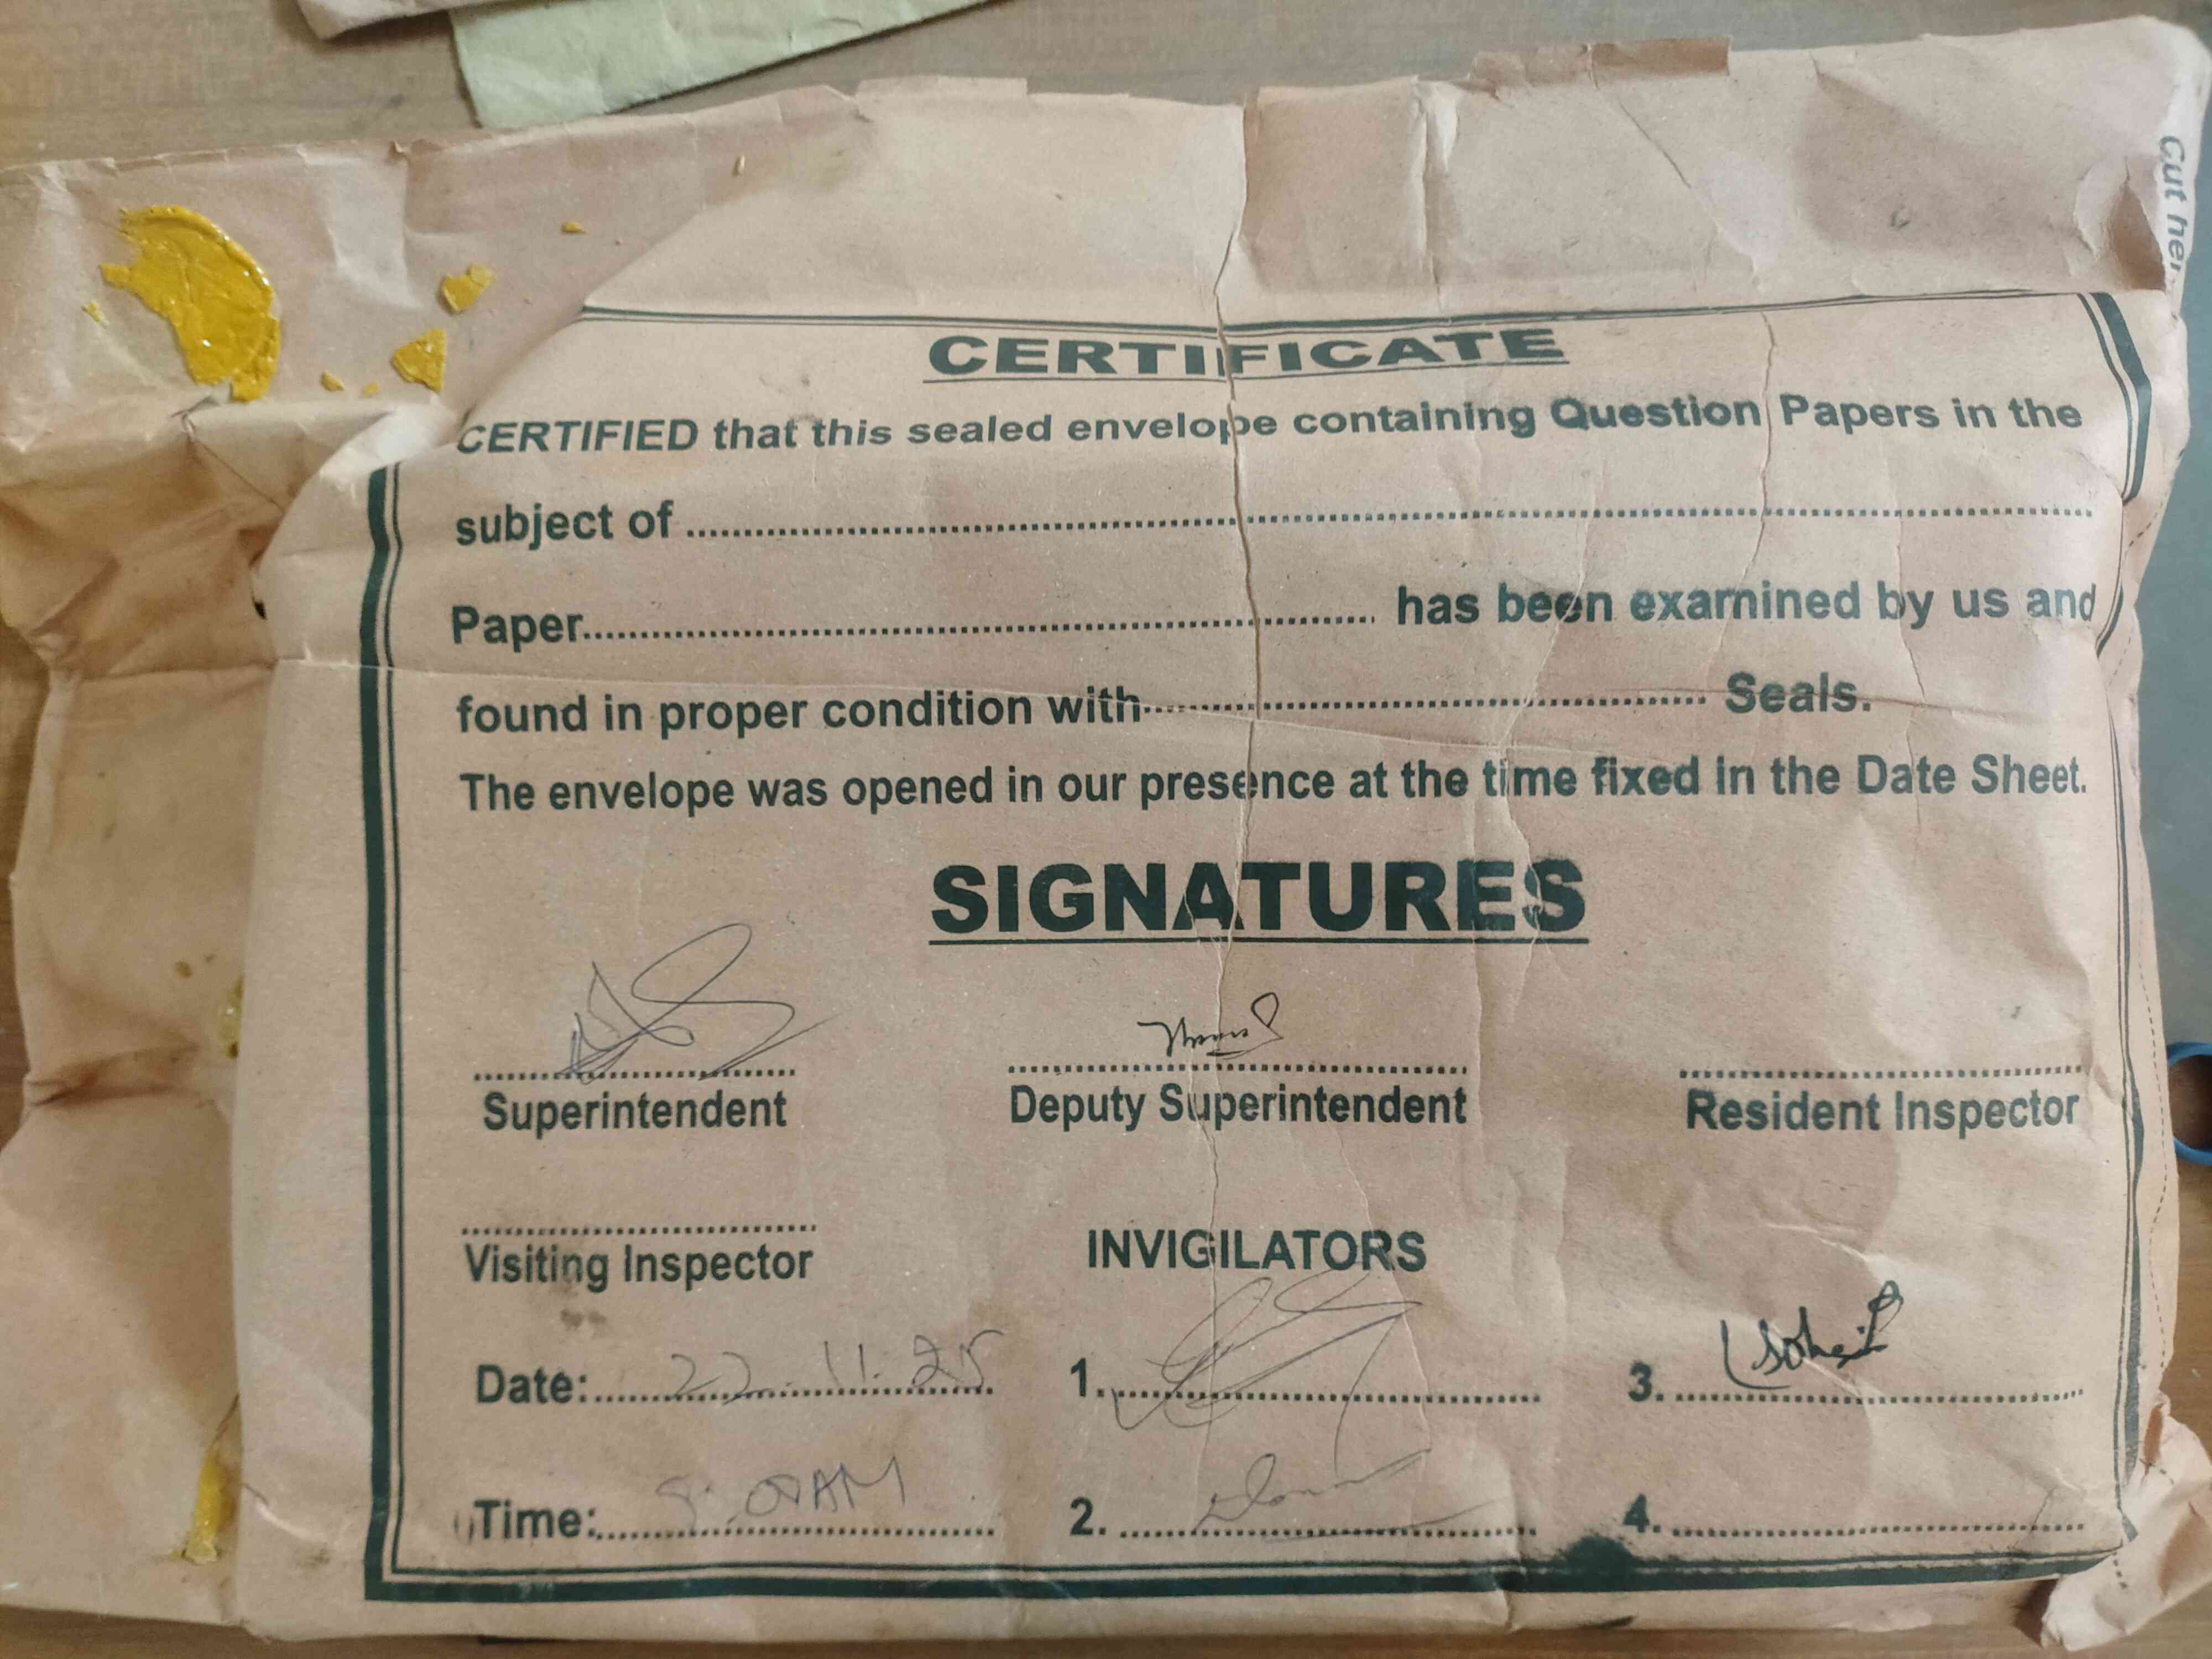 Cut her
CERTIFICATE
CERTIFIED that this sealed envelope containing Question Papers in the
subject of ........................
Paper........................ has been examined by us and
found in proper condition with........................ Seals.
The envelope was opened in our presence at the time fixed in the Date Sheet.
SIGNATURES
Superintendent Deputy Superintendent Resident Inspector
Visiting Inspector INVIGILATORS
Date: 22.11.25 1. 3. Sohail
Time: :00AM 2. 4.